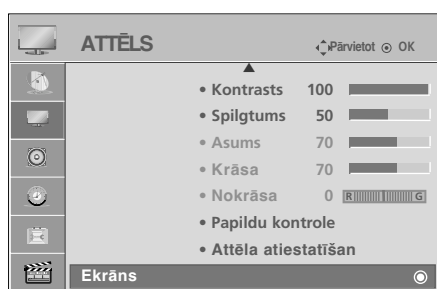 ATTĒLS
Pārvietot OK
• Kontrasts 100
• Spilgtums 50
• Asums 70
• Krāsa 70
• Nokrāsa 0 R G
• Papildu kontrole
• Attēla atiestatīšan
Ekrāns